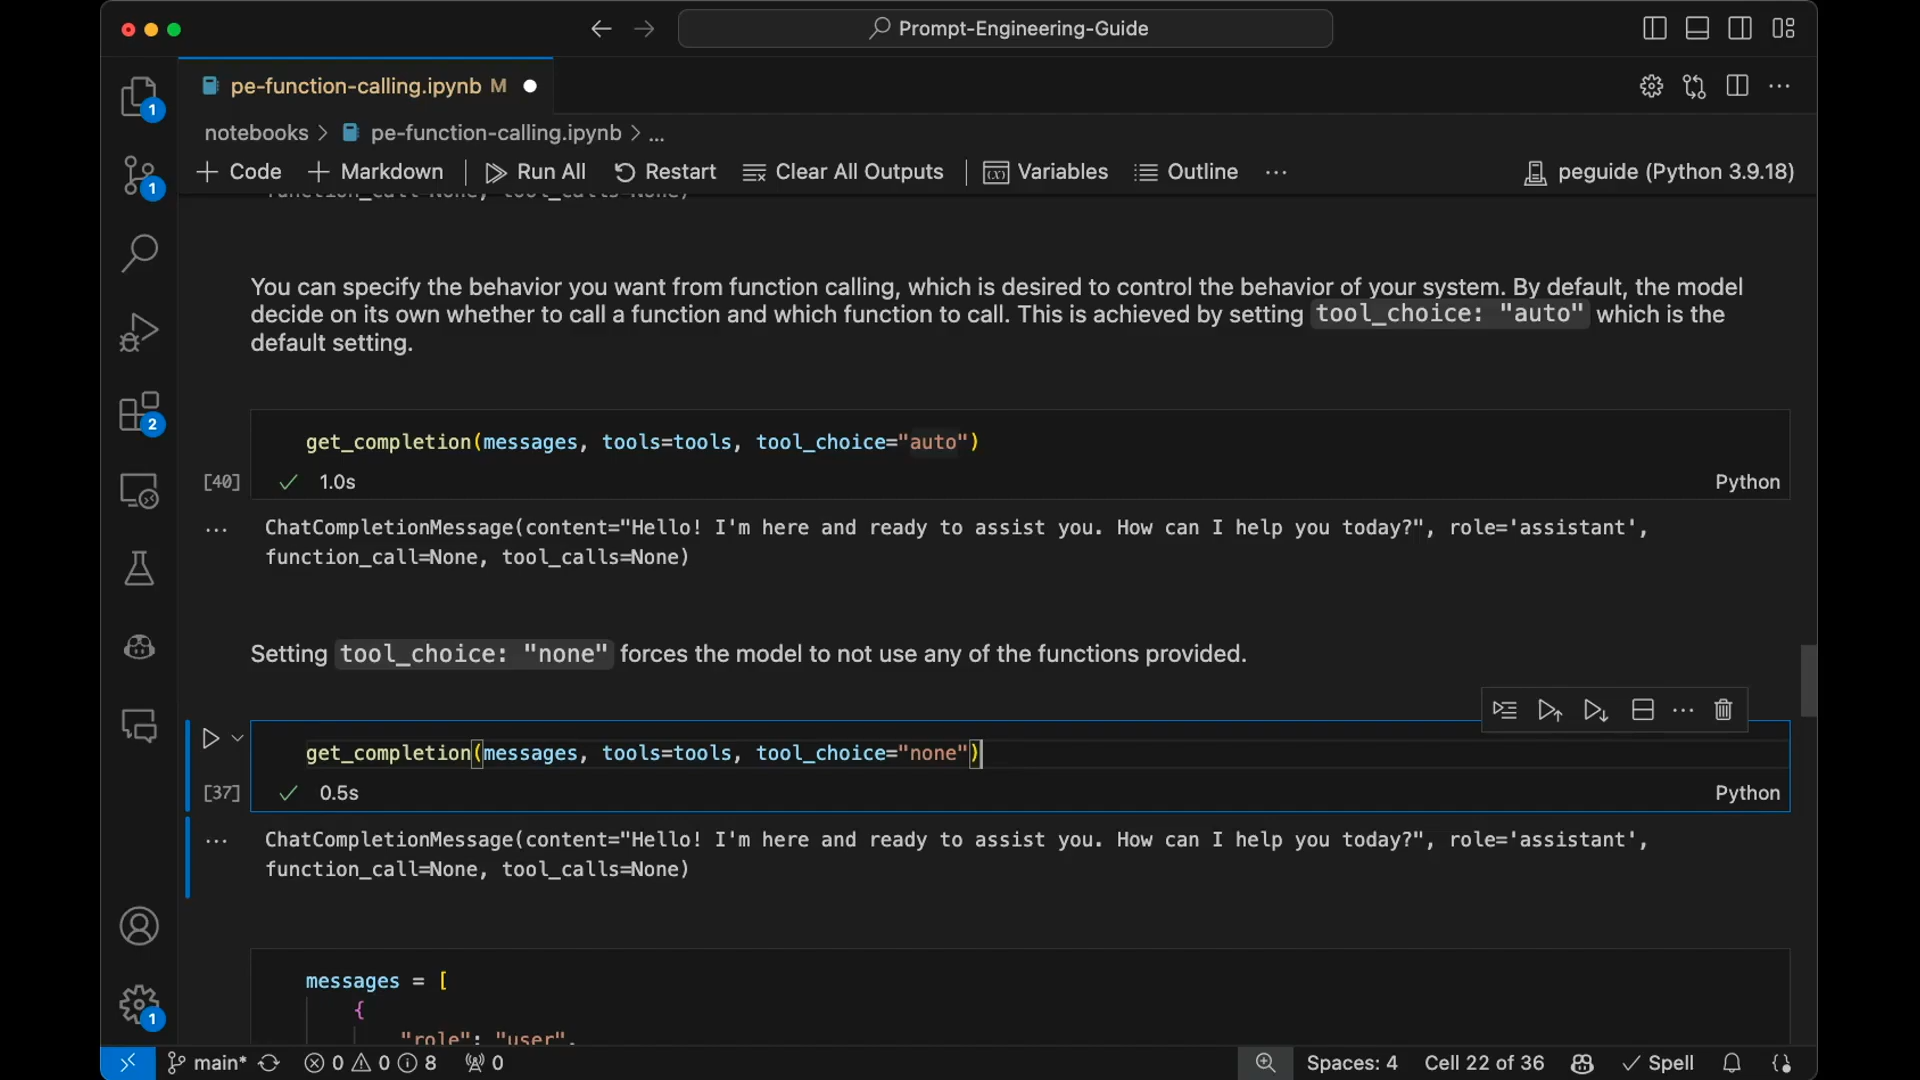 Prompt-Engineering-Guide
pe-function-calling.ipynb M
notebooks > pe-function-calling.ipynb > ...
+ Code + Markdown Run All Restart Clear All Outputs Variables Outline ... peguide (Python 3.9.18)
function_call=None, tool_calls=None)
You can specify the behavior you want from function calling, which is desired to control the behavior of your system. By default, the model
decide on its own whether to call a function and which function to call. This is achieved by setting tool_choice: "auto" which is the
default setting.
get_completion(messages, tools=tools, tool_choice="auto")
[40] ✓ 1.0s Python
... ChatCompletionMessage(content="Hello! I'm here and ready to assist you. How can I help you today?", role='assistant',
function_call=None, tool_calls=None)
Setting tool_choice: "none" forces the model to not use any of the functions provided.
get_completion(messages, tools=tools, tool_choice="none")
[37] ✓ 0.5s Python
... ChatCompletionMessage(content="Hello! I'm here and ready to assist you. How can I help you today?", role='assistant',
function_call=None, tool_calls=None)
messages = [
{
"role": "user",
1
1
2
1
main* 0 0 8 0 Spaces: 4 Cell 22 of 36 Spell